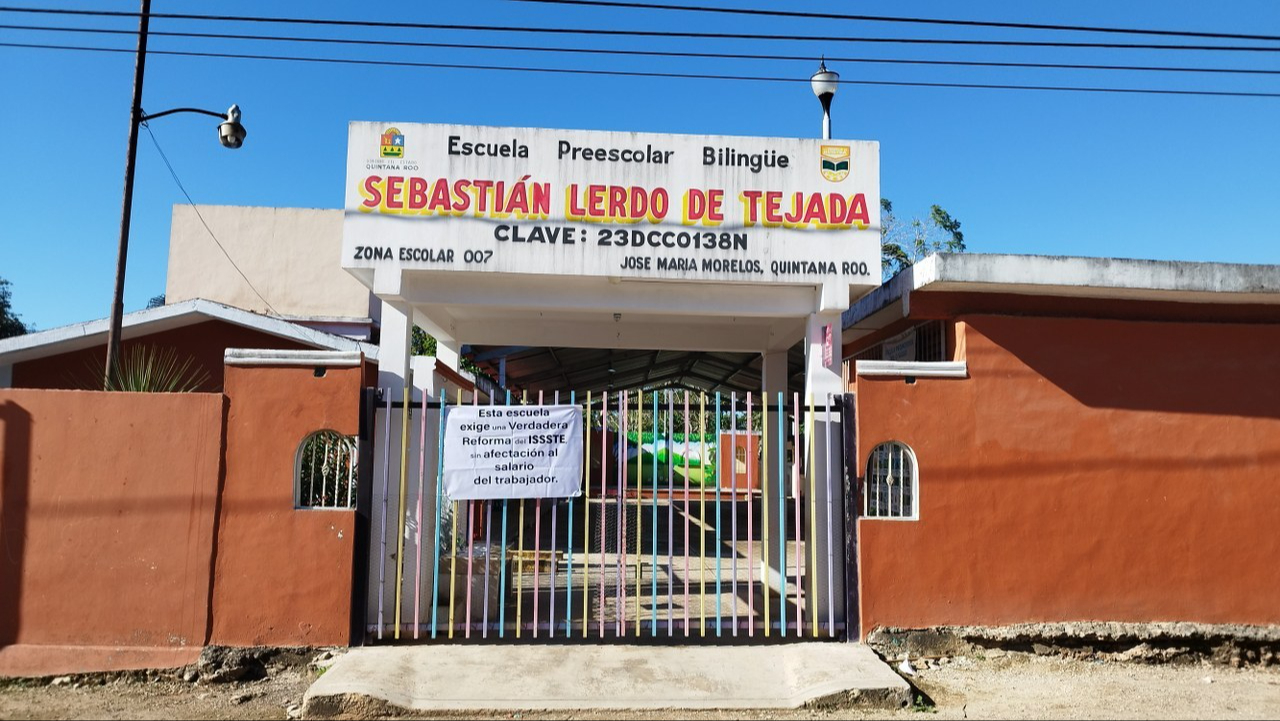 Escuela Preescolar Bilingüe
QUINTANA ROO
SEBASTIÁN LERDO DE TEJADA
CLAVE: 23DCC0138N
ZONA ESCOLAR 007
JOSE MARIA MORELOS, QUINTANA ROO.
Esta escuela
exige una Verdadera
Reforma del ISSSTE,
sin afectación al
salario
del trabajador.